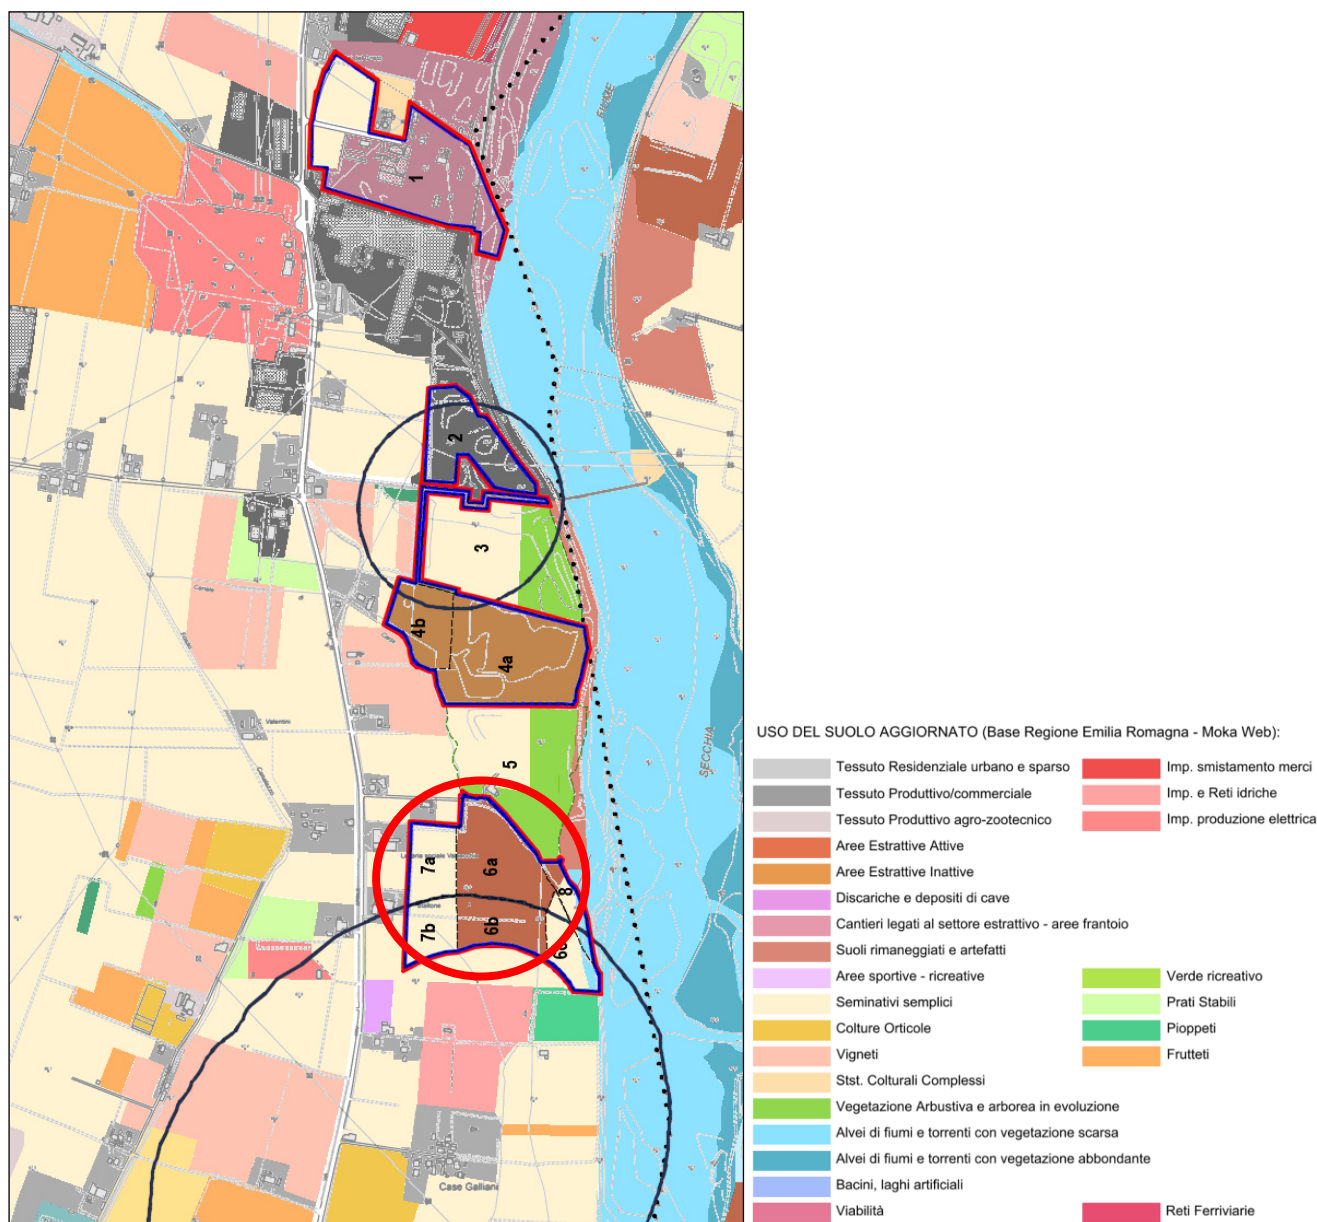 1
2
3
4b
4a
5
7a
6a
8
7b
6b
Valentini
SECCHIA
Case Galliani
USO DEL SUOLO AGGIORNATO (Base Regione Emilia Romagna - Moka Web):
Tessuto Residenziale urbano e sparso
Tessuto Produttivo/commerciale
Tessuto Produttivo agro-zootecnico
Aree Estrattive Attive
Aree Estrattive Inattive
Discariche e depositi di cave
Cantieri legati al settore estrattivo - aree frantoio
Suoli rimaneggiati e artefatti
Aree sportive - ricreative
Seminativi semplici
Colture Orticole
Vigneti
Stst. Colturali Complessi
Vegetazione Arbustiva e arborea in evoluzione
Alvei di fiumi e torrenti con vegetazione scarsa
Alvei di fiumi e torrenti con vegetazione abbondante
Bacini, laghi artificiali
Viabilità
Imp. smistamento merci
Imp. e Reti idriche
Imp. produzione elettrica
Verde ricreativo
Prati Stabili
Pioppeti
Frutteti
Reti Ferriviarie